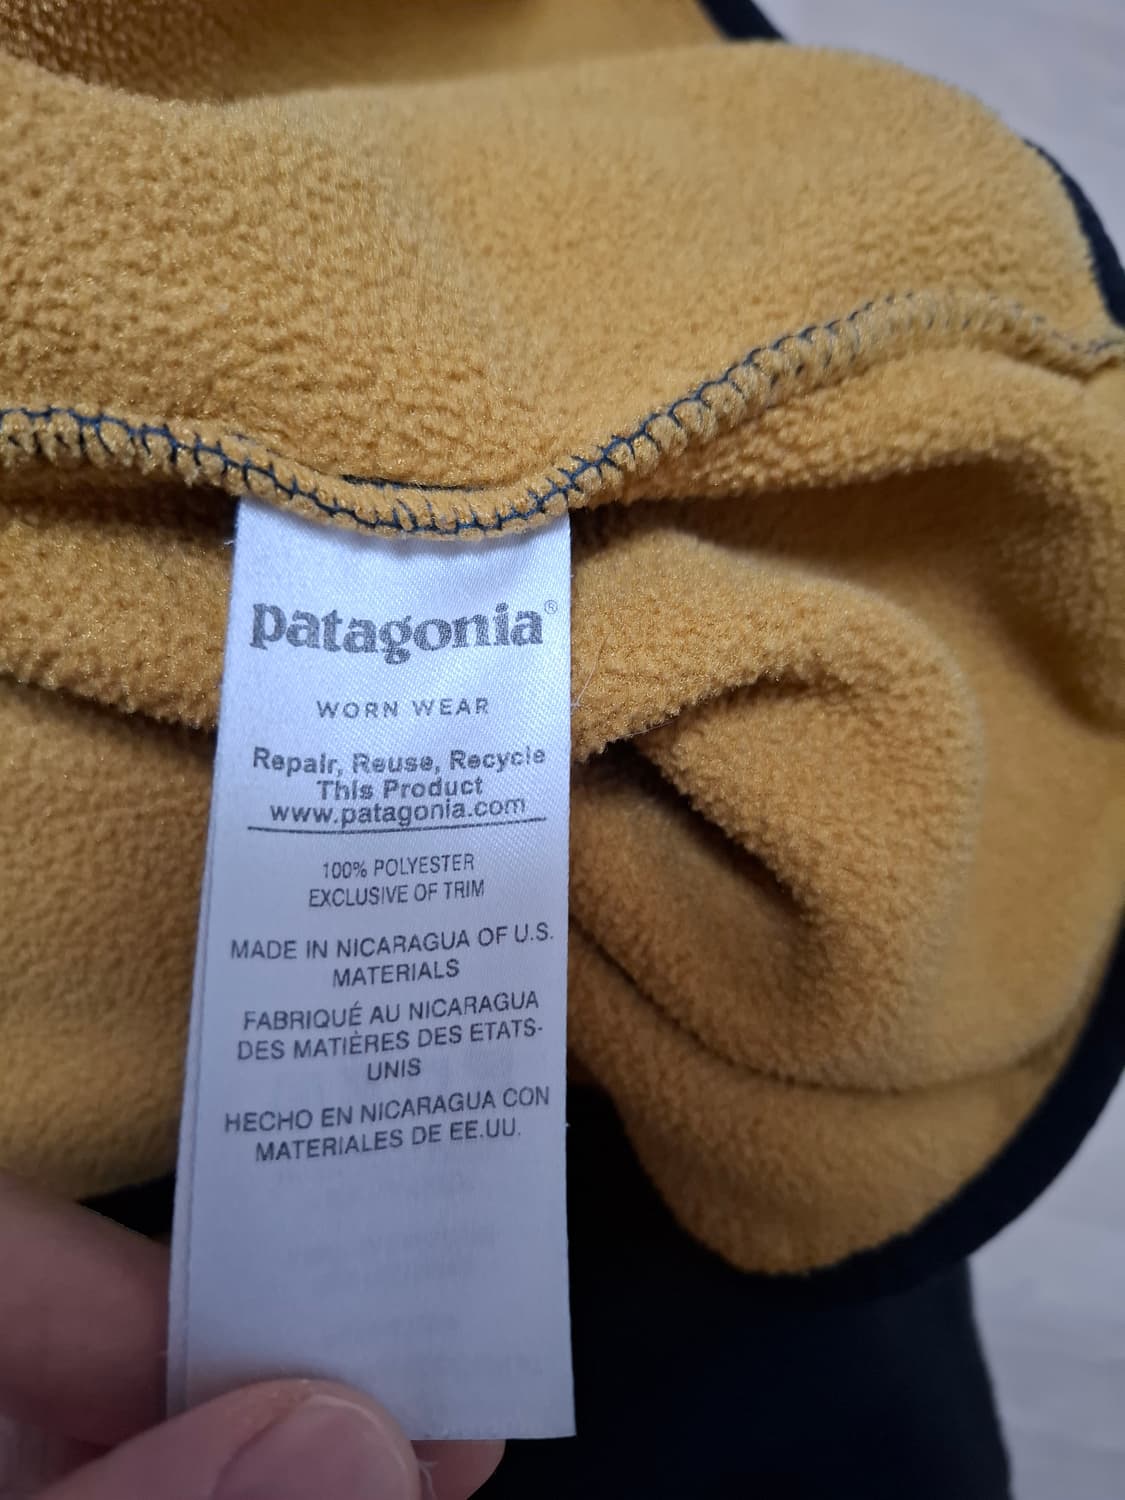 patagonia®
WORN WEAR
Repair, Reuse, Recycle
This Product
www.patagonia.com
100% POLYESTER
EXCLUSIVE OF TRIM
MADE IN NICARAGUA OF U.S.
MATERIALS
FABRIQUÉ AU NICARAGUA
DES MATIÈRES DES ETATS-
UNIS
HECHO EN NICARAGUA CON
MATERIALES DE EE.UU.